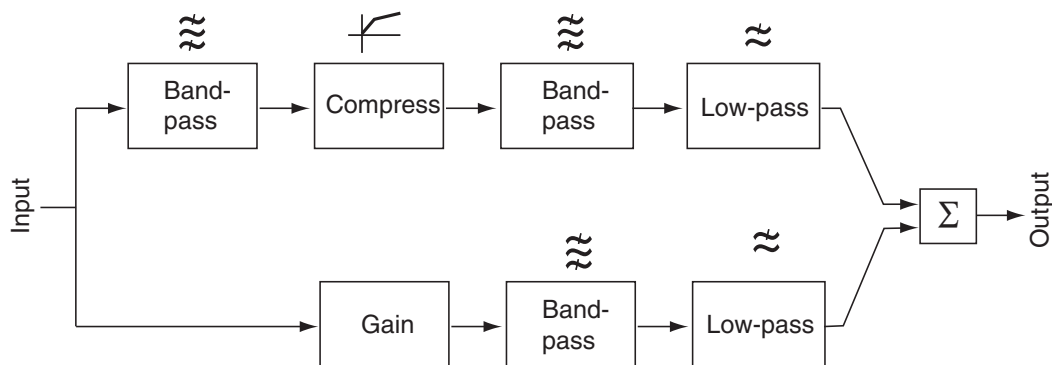 Input
Band-
pass
Compress
Band-
pass
Low-pass
Gain
Band-
pass
Low-pass
Σ
Output